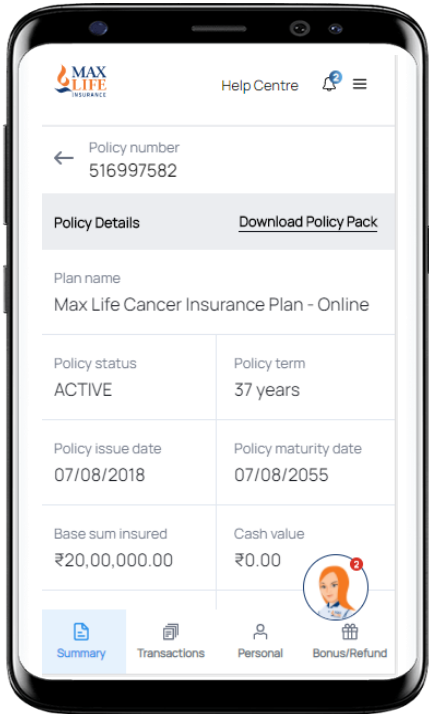 MAX
LIFE
INSURANCE
Help Centre
2
Policy number
516997582
Policy Details
Download Policy Pack
Plan name
Max Life Cancer Insurance Plan - Online
Policy status
Policy term
ACTIVE
37 years
Policy issue date
Policy maturity date
07/08/2018
07/08/2055
Base sum insured
Cash value
₹20,00,000.00
₹0.00
2
Summary
Transactions
Personal
Bonus/Refund